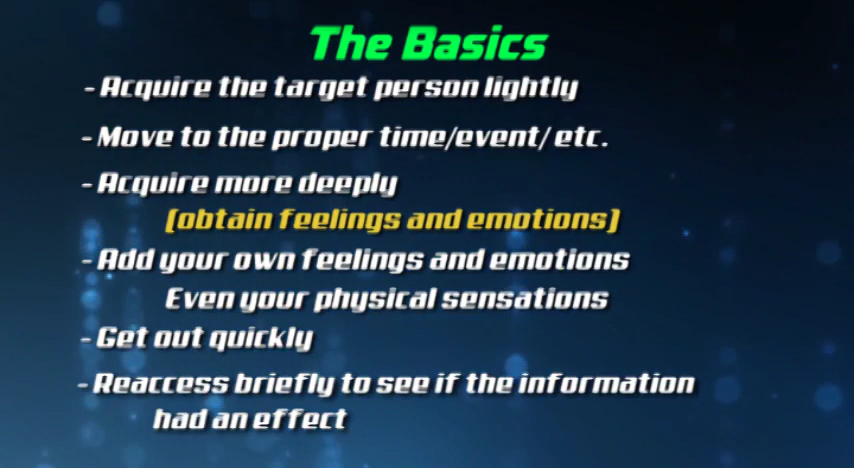 The Basics
- Acquire the target person lightly
- Move to the proper time/event/ etc.
- Acquire more deeply
(obtain feelings and emotions)
- Add your own feelings and emotions
Even your physical sensations
- Get out quickly
- Reaccess briefly to see if the information
had an effect